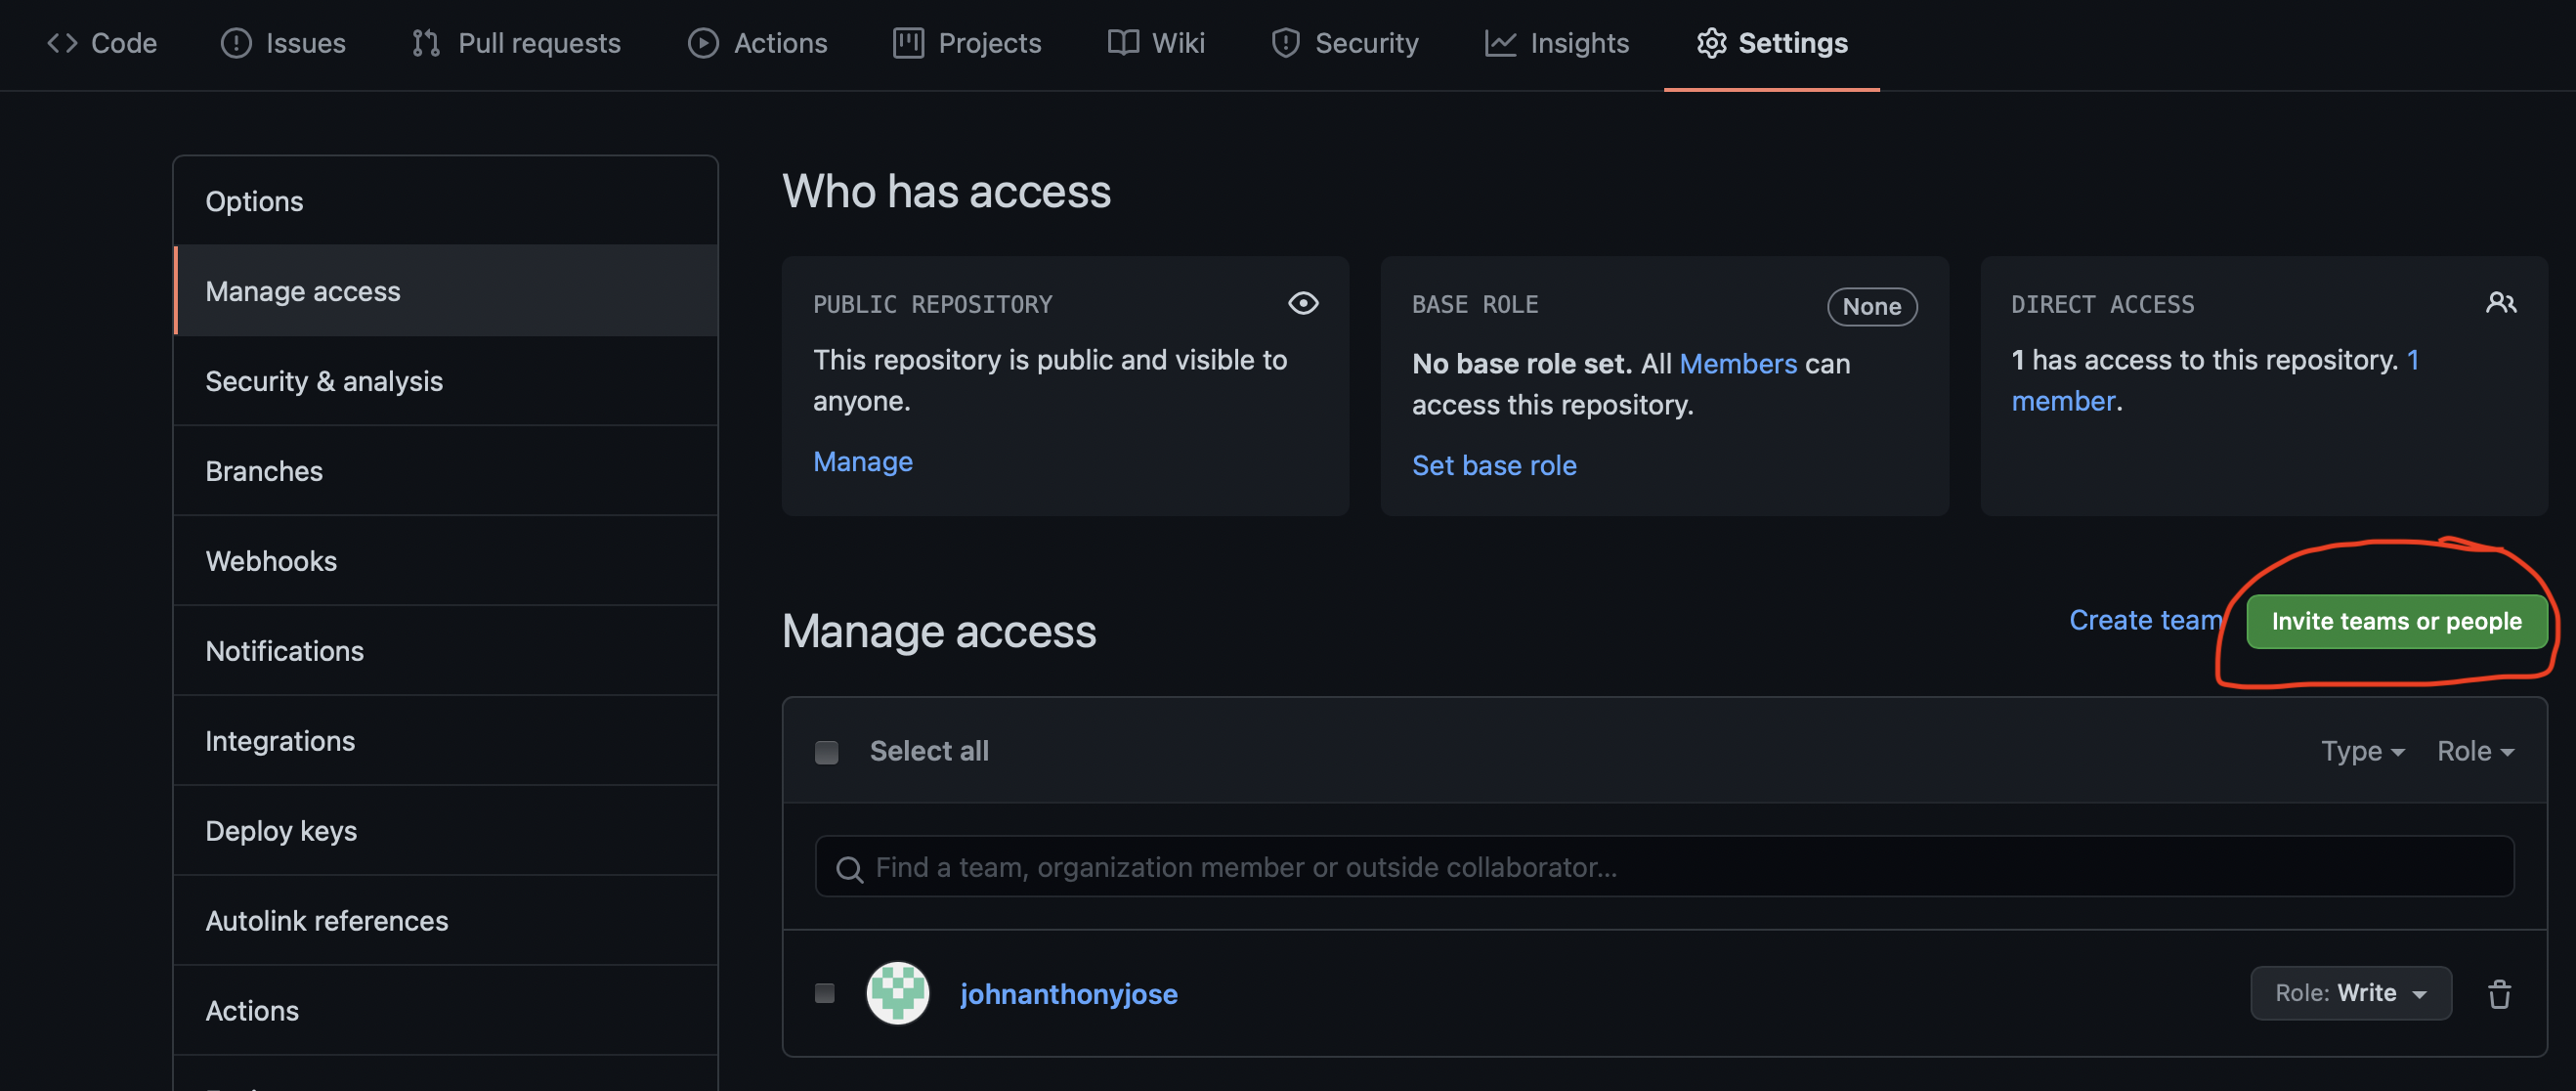 Code Issues Pull requests Actions Projects Wiki Security Insights Settings
Options
Manage access
Security & analysis
Branches
Webhooks
Notifications
Integrations
Deploy keys
Autolink references
Actions
Who has access
PUBLIC REPOSITORY
This repository is public and visible to
anyone.
Manage
BASE ROLE None
No base role set. All Members can
access this repository.
Set base role
DIRECT ACCESS
1 has access to this repository. 1
member.
Manage access
Create team Invite teams or people
Select all Type Role
Find a team, organization member or outside collaborator...
johnanthonyjose Role: Write